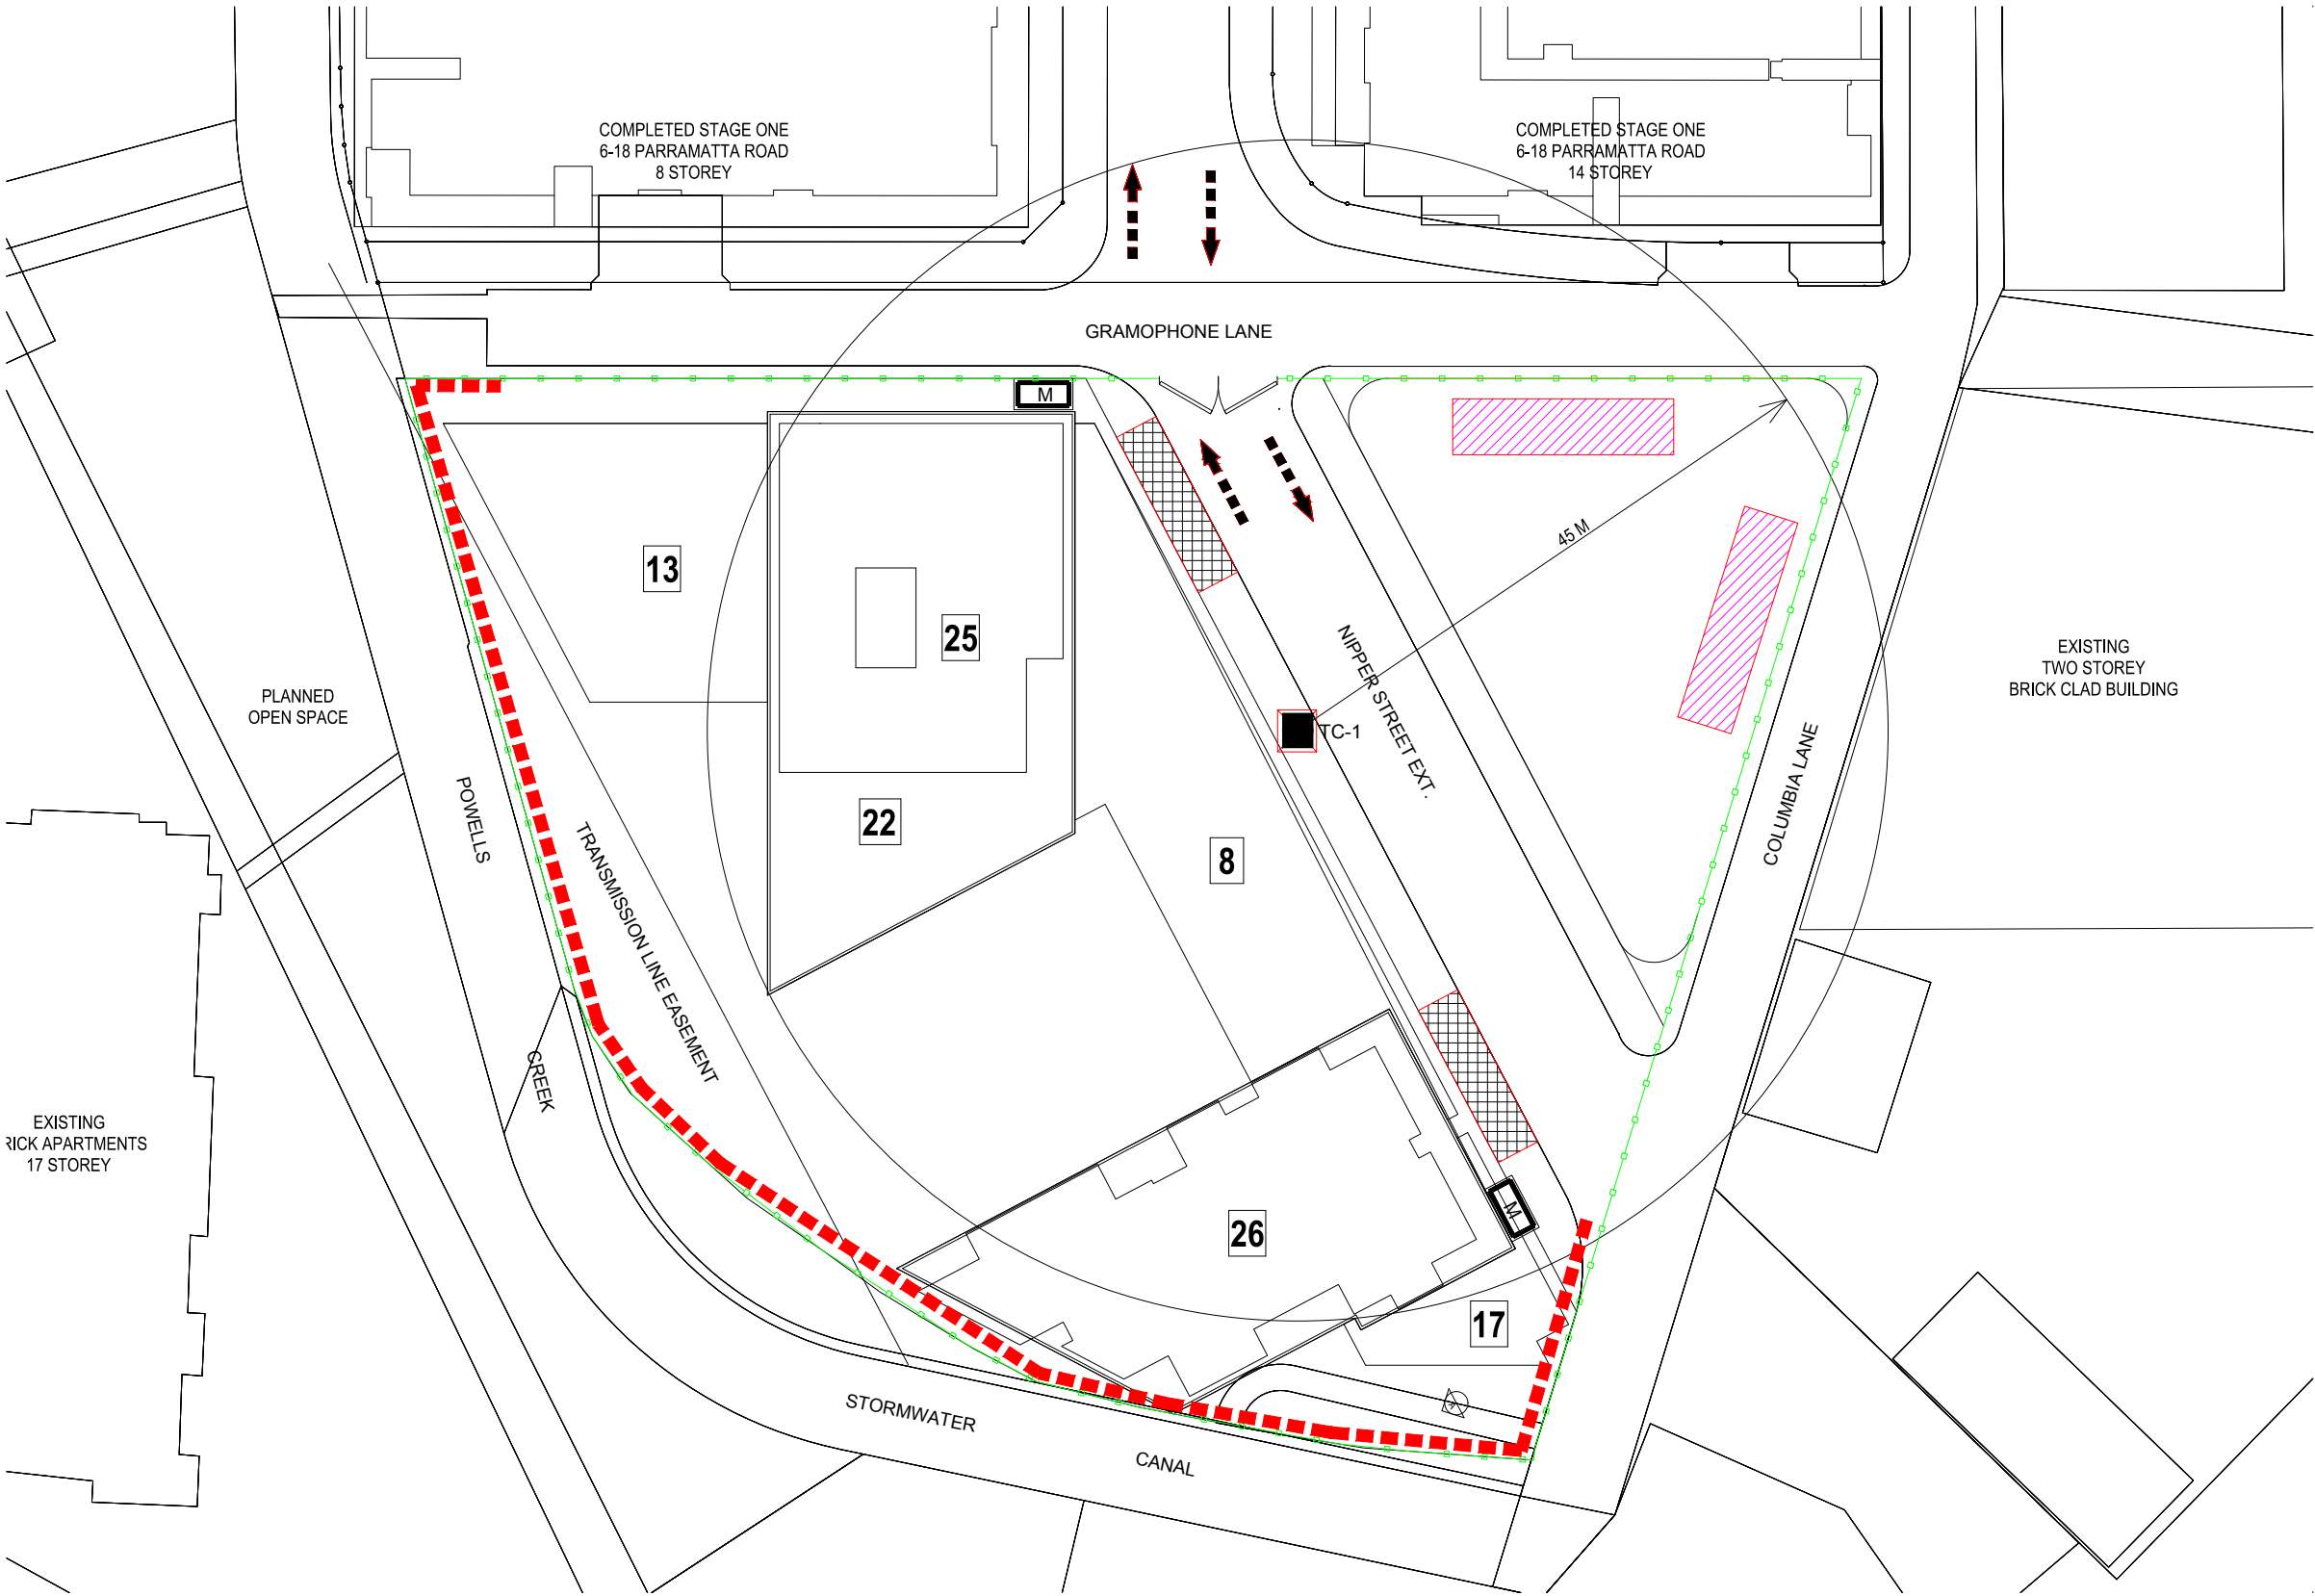 COMPLETED STAGE ONE
6-18 PARRAMATTA ROAD
8 STOREY
COMPLETED STAGE ONE
6-18 PARRAMATTA ROAD
14 STOREY
GRAMOPHONE LANE
M
13
25
45 M
NIPPER STREET EXT.
EXISTING
TWO STOREY
BRICK CLAD BUILDING
PLANNED
OPEN SPACE
TC-1
COLUMBIA LANE
POWELLS
22
8
TRANSMISSION LINE EASEMENT
CREEK
EXISTING
RICK APARTMENTS
17 STOREY
M
26
17
STORMWATER
CANAL